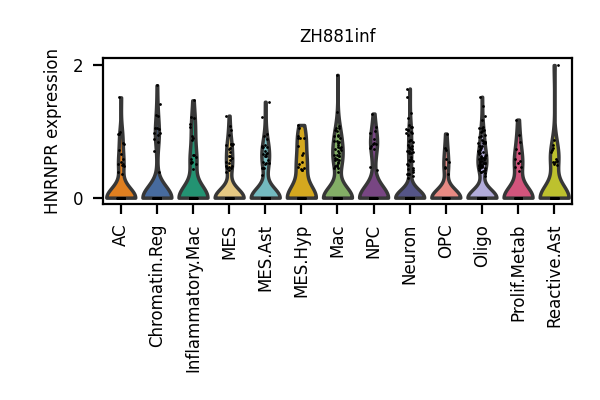 ZH881inf
HNRNPR expression
2
0
AC
Chromatin.Reg
Inflammatory.Mac
MES
MES.Ast
MES.Hyp
Mac
NPC
Neuron
OPC
Oligo
Prolif.Metab
Reactive.Ast